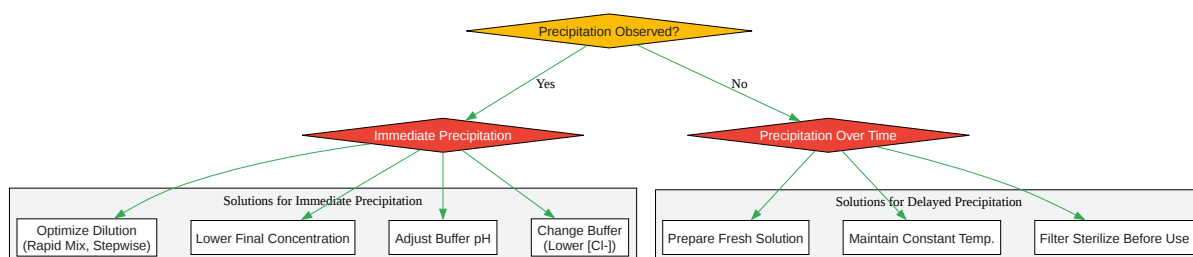 Precipitation Observed?
Yes
No
Immediate Precipitation
Precipitation Over Time
Solutions for Immediate Precipitation
Solutions for Delayed Precipitation
Optimize Dilution
(Rapid Mix, Stepwise)
Lower Final Concentration
Adjust Buffer pH
Change Buffer
(Lower [Cl-])
Prepare Fresh Solution
Maintain Constant Temp.
Filter Sterilize Before Use